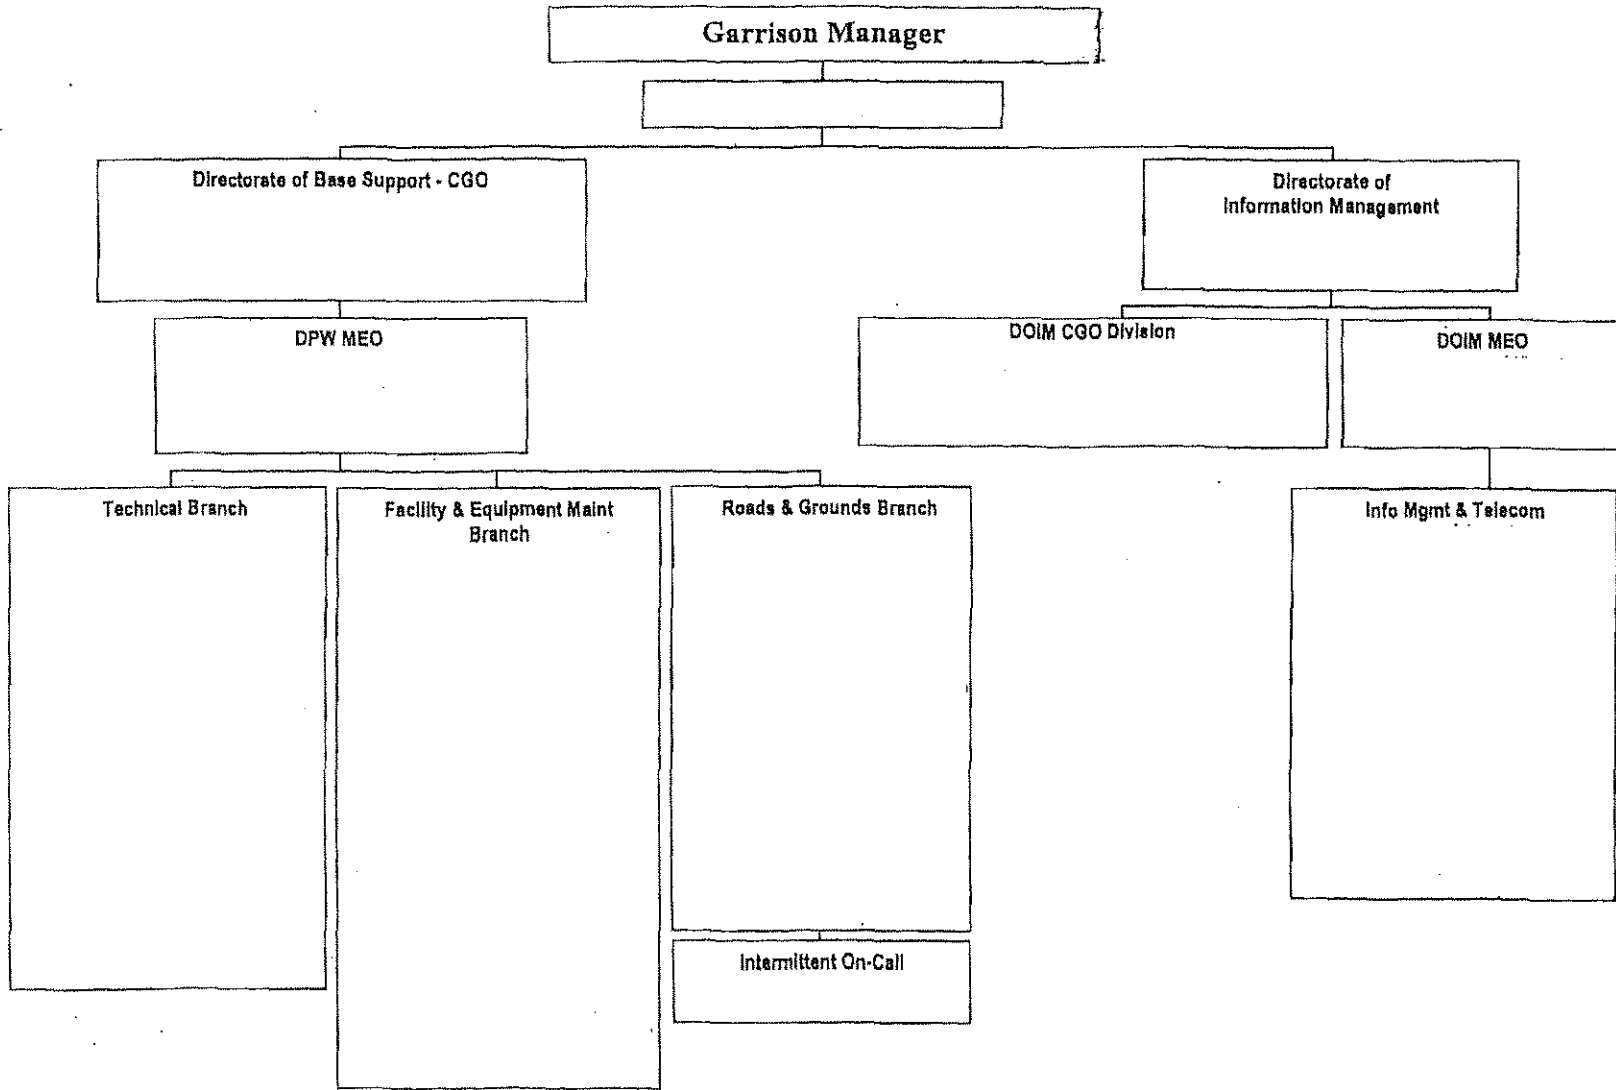 Garrison Manager
Directorate of Base Support - CGO
Directorate of
Information Management
DPW MEO
DOIM CGO Division
DOIM MEO
Technical Branch
Facility & Equipment Maint
Branch
Roads & Grounds Branch
Info Mgmt & Telecom
Intermittent On-Call